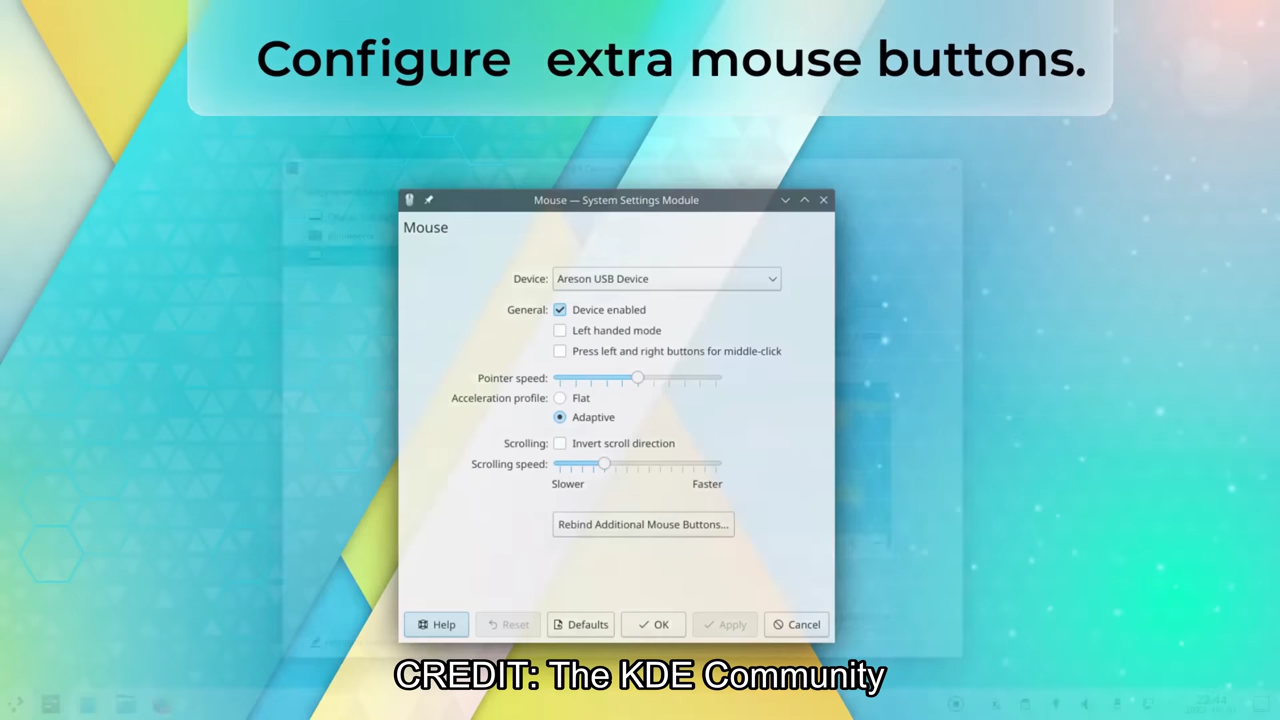 Configure extra mouse buttons.
Mouse — System Settings Module
Mouse
Device: Areson USB Device
General: Device enabled
Left handed mode
Press left and right buttons for middle-click
Pointer speed:
Acceleration profile: Flat
Adaptive
Scrolling: Invert scroll direction
Scrolling speed:
Slower Faster
Rebind Additional Mouse Buttons...
Help Reset Defaults OK Apply Cancel
CREDIT: The KDE Community